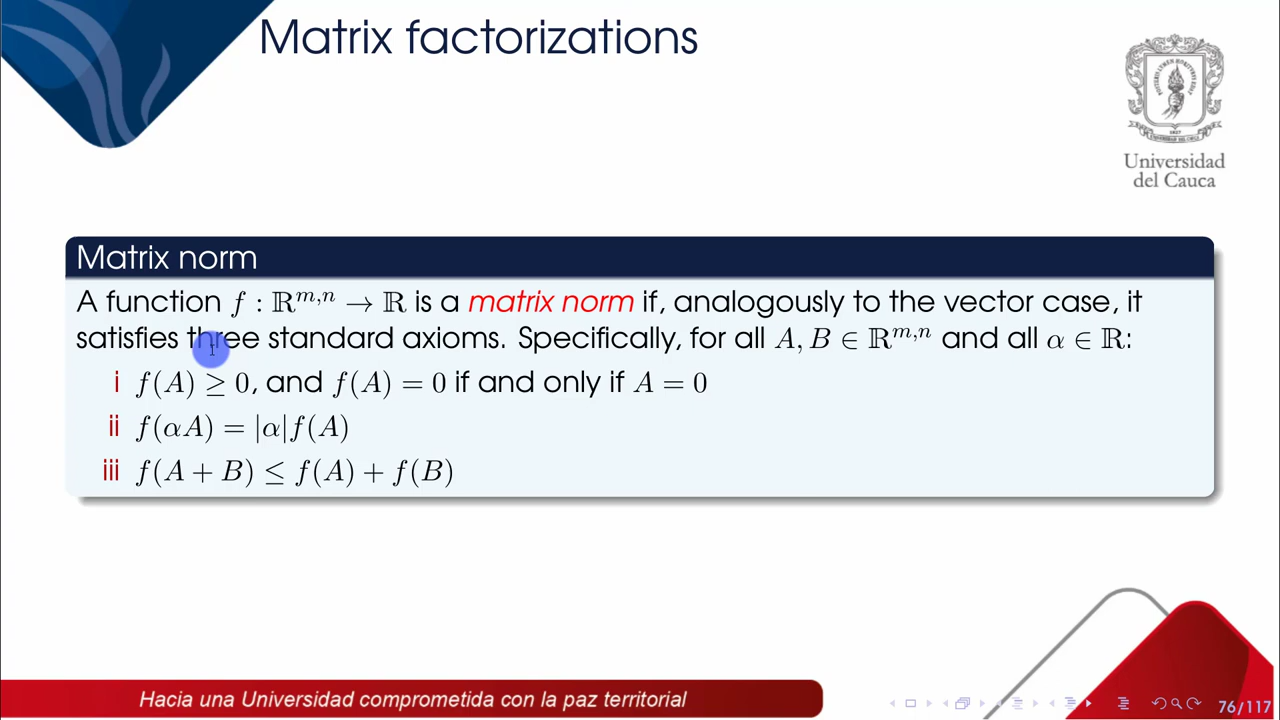 Matrix factorizations
Universidad
del Cauca
Matrix norm
A function f : ℝ^{m,n} → ℝ is a matrix norm if, analogously to the vector case, it
satisfies three standard axioms. Specifically, for all A, B ∈ ℝ^{m,n} and all α ∈ ℝ:
i f(A) ≥ 0, and f(A) = 0 if and only if A = 0
ii f(αA) = |α|f(A)
iii f(A + B) ≤ f(A) + f(B)
Hacia una Universidad comprometida con la paz territorial
76/117